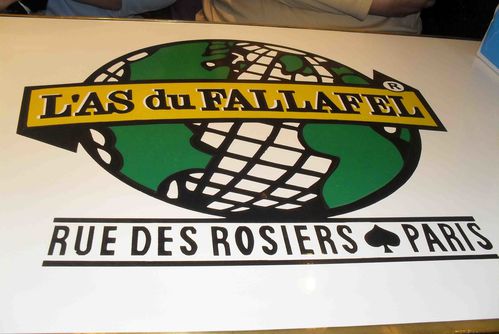 L'AS du FALLAFEL ®
RUE DES ROSIERS ♠ PARIS